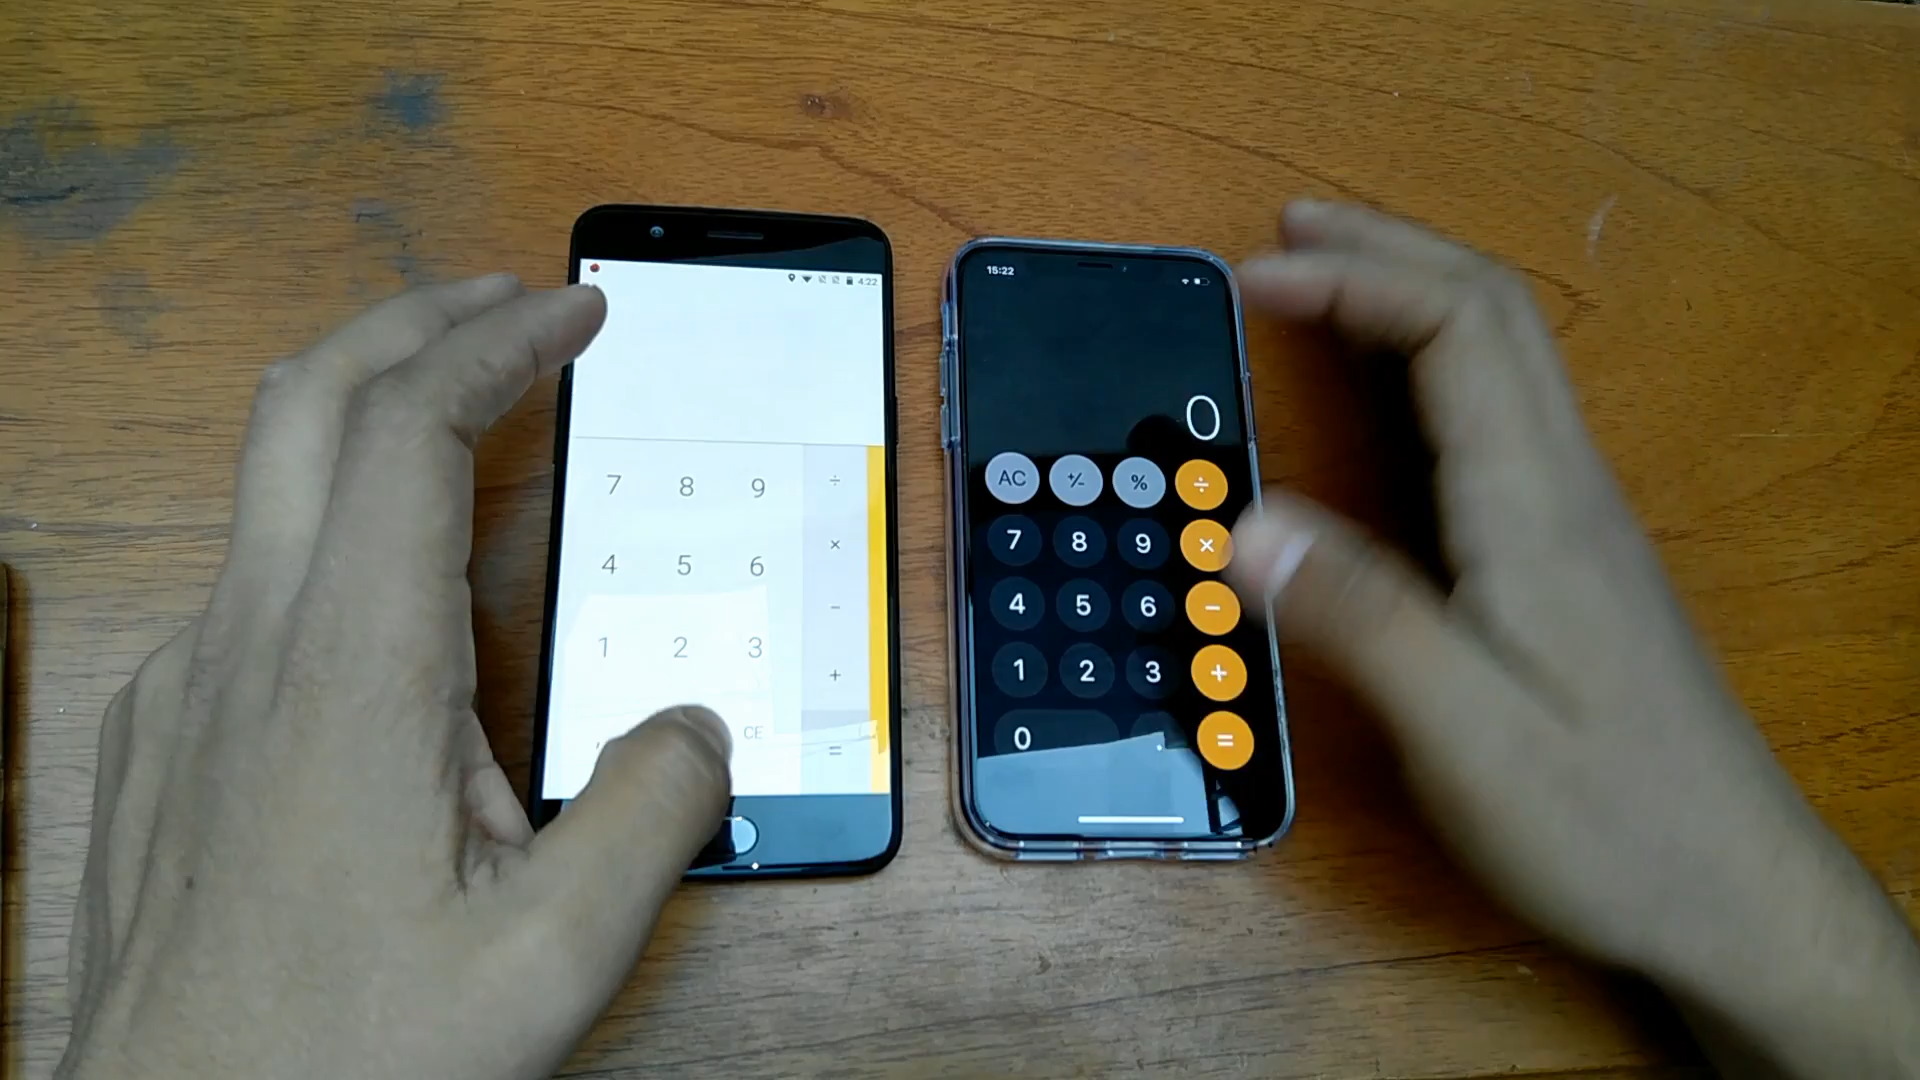 4:22
7 8 9 ÷
4 5 6 ×
−
1 2 3 +
CE =
15:22
0
AC +/- % ÷
7 8 9 ×
4 5 6 −
1 2 3 +
0 . =